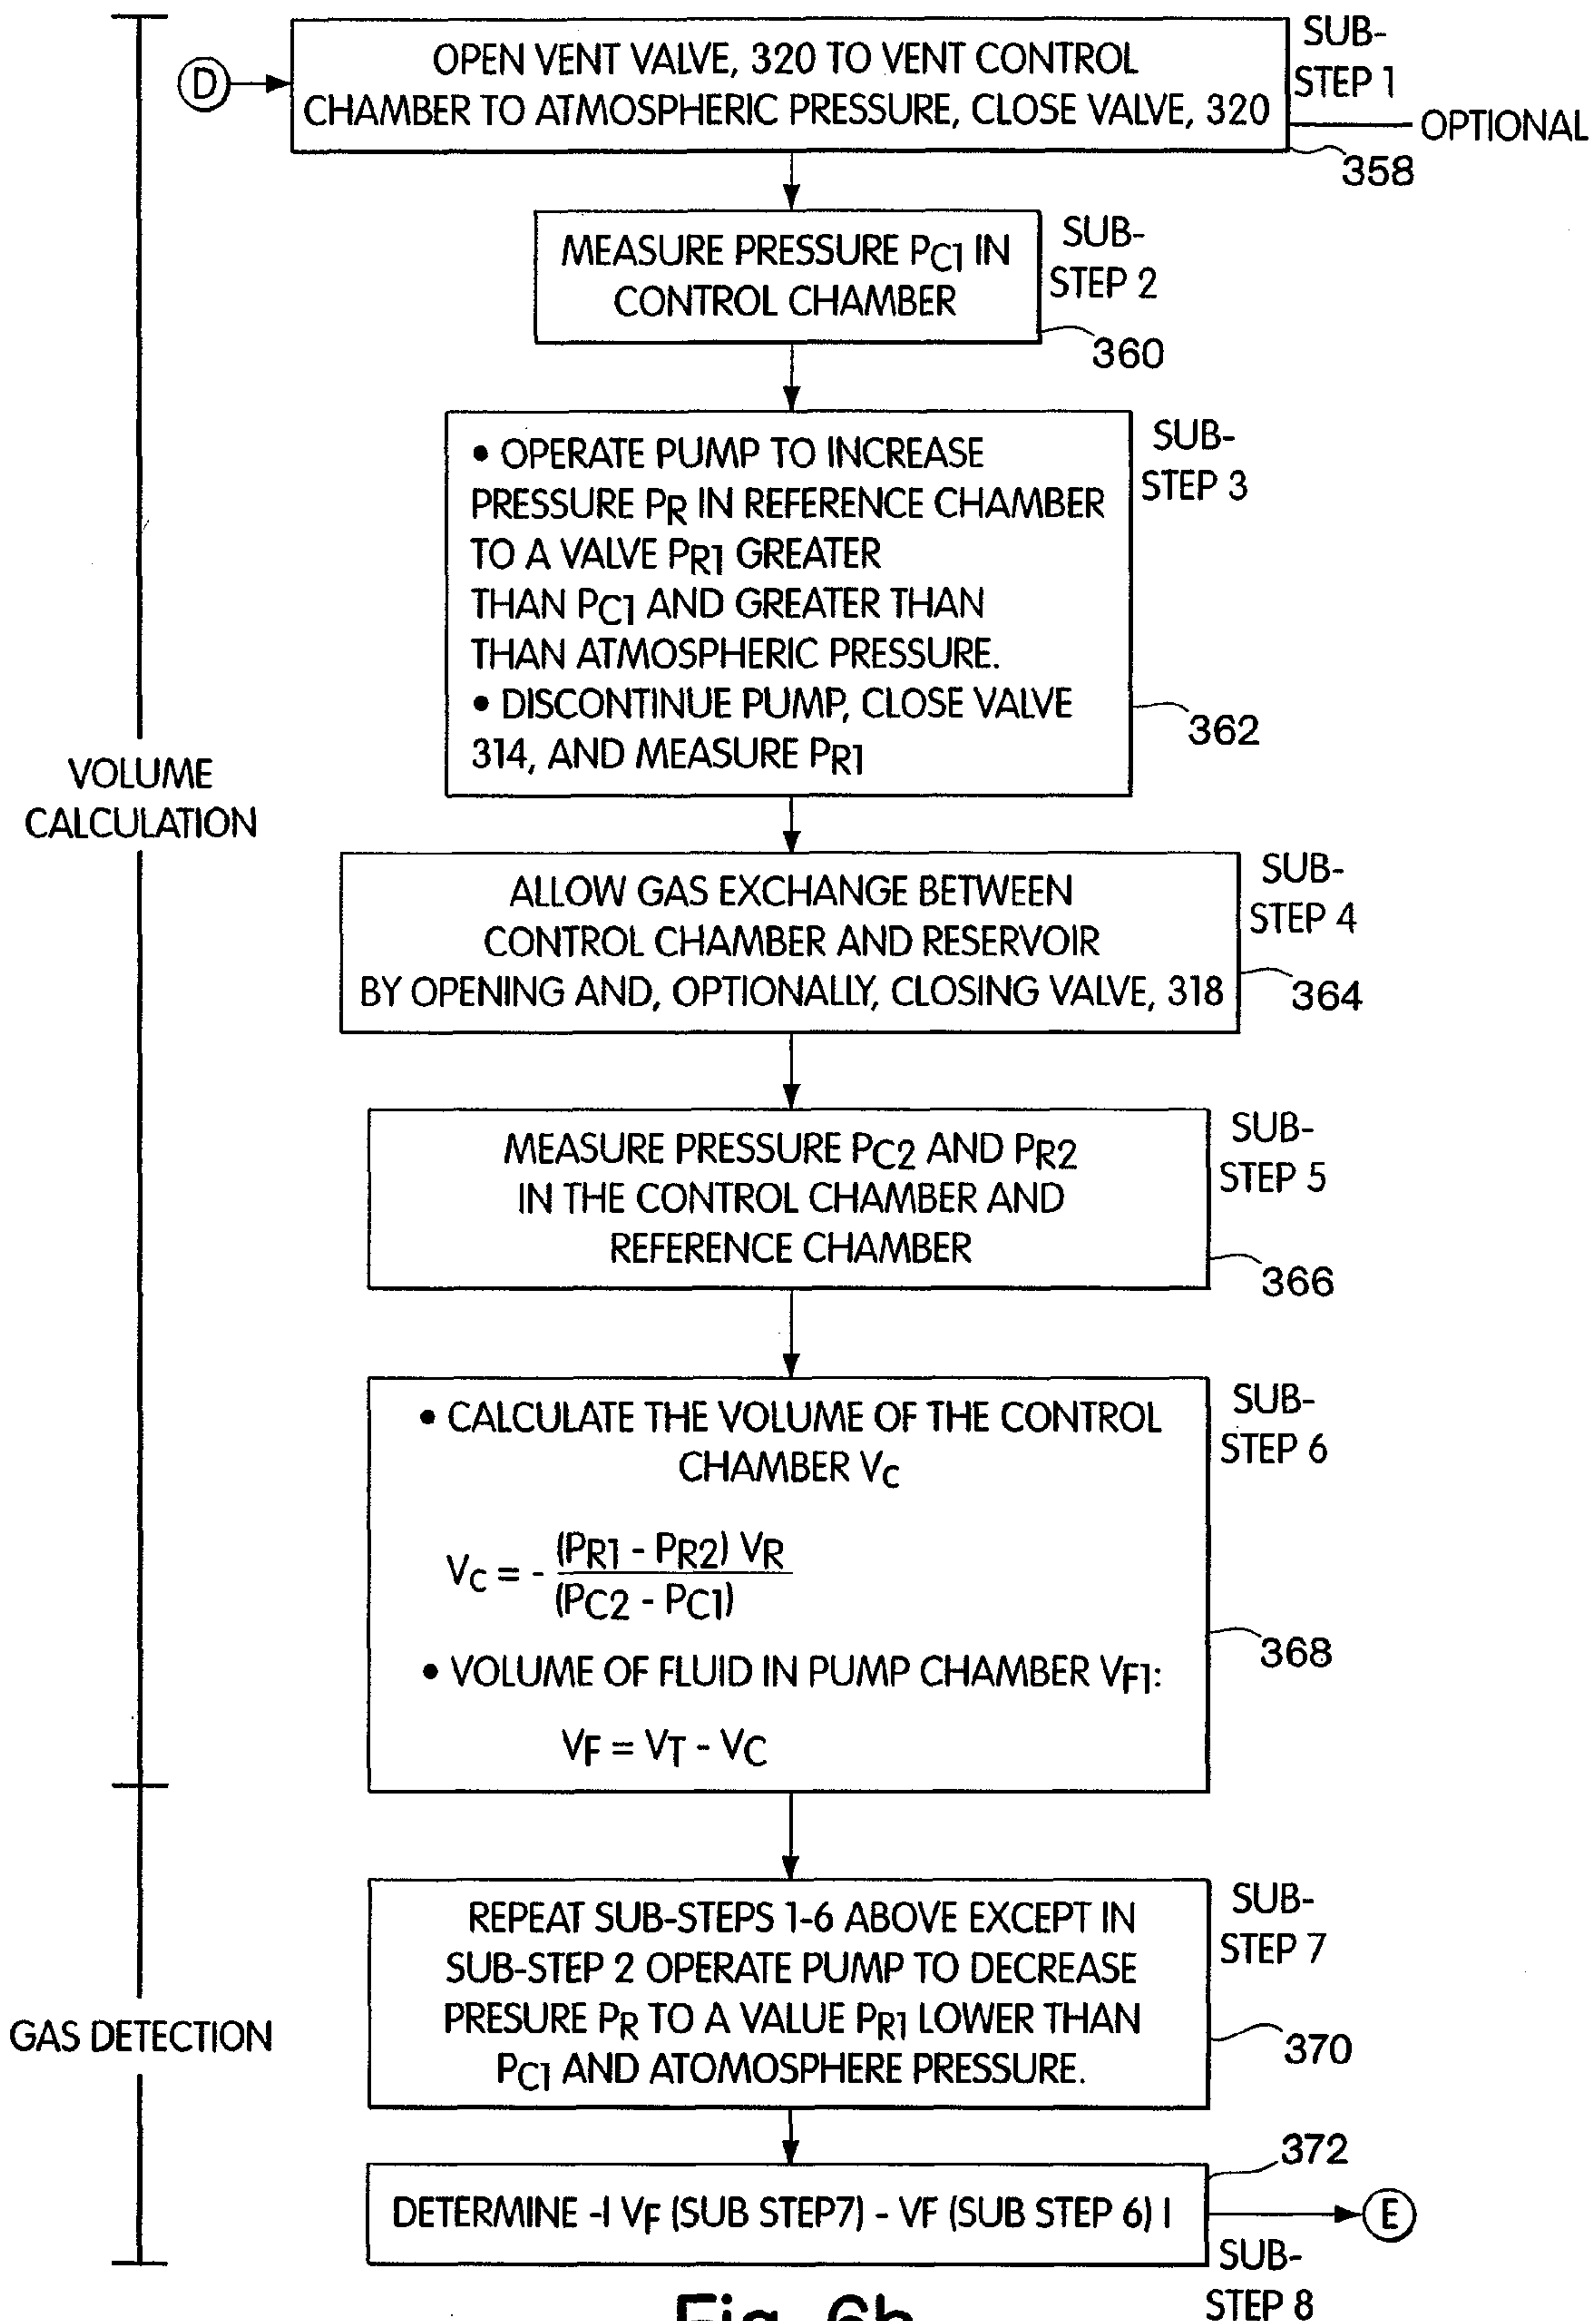 D
OPEN VENT VALVE, 320 TO VENT CONTROL
CHAMBER TO ATMOSPHERIC PRESSURE, CLOSE VALVE, 320
SUB-
STEP 1
OPTIONAL
358
MEASURE PRESSURE PC1 IN
CONTROL CHAMBER
SUB-
STEP 2
360
• OPERATE PUMP TO INCREASE
PRESSURE PR IN REFERENCE CHAMBER
TO A VALVE PR1 GREATER
THAN PC1 AND GREATER THAN
THAN ATMOSPHERIC PRESSURE.
• DISCONTINUE PUMP, CLOSE VALVE
314, AND MEASURE PR1
SUB-
STEP 3
362
VOLUME
CALCULATION
ALLOW GAS EXCHANGE BETWEEN
CONTROL CHAMBER AND RESERVOIR
BY OPENING AND, OPTIONALLY, CLOSING VALVE, 318
SUB-
STEP 4
364
MEASURE PRESSURE PC2 AND PR2
IN THE CONTROL CHAMBER AND
REFERENCE CHAMBER
SUB-
STEP 5
366
• CALCULATE THE VOLUME OF THE CONTROL
CHAMBER VC
VC = - (PR1 - PR2) VR
(PC2 - PC1)
• VOLUME OF FLUID IN PUMP CHAMBER VF1:
VF = VT - VC
SUB-
STEP 6
368
REPEAT SUB-STEPS 1-6 ABOVE EXCEPT IN
SUB-STEP 2 OPERATE PUMP TO DECREASE
PRESURE PR TO A VALUE PR1 LOWER THAN
PC1 AND ATOMOSPHERE PRESSURE.
SUB-
STEP 7
370
GAS DETECTION
DETERMINE -I VF (SUB STEP7) - VF (SUB STEP 6) I
372
E
SUB-
STEP 8
Fig. 6b